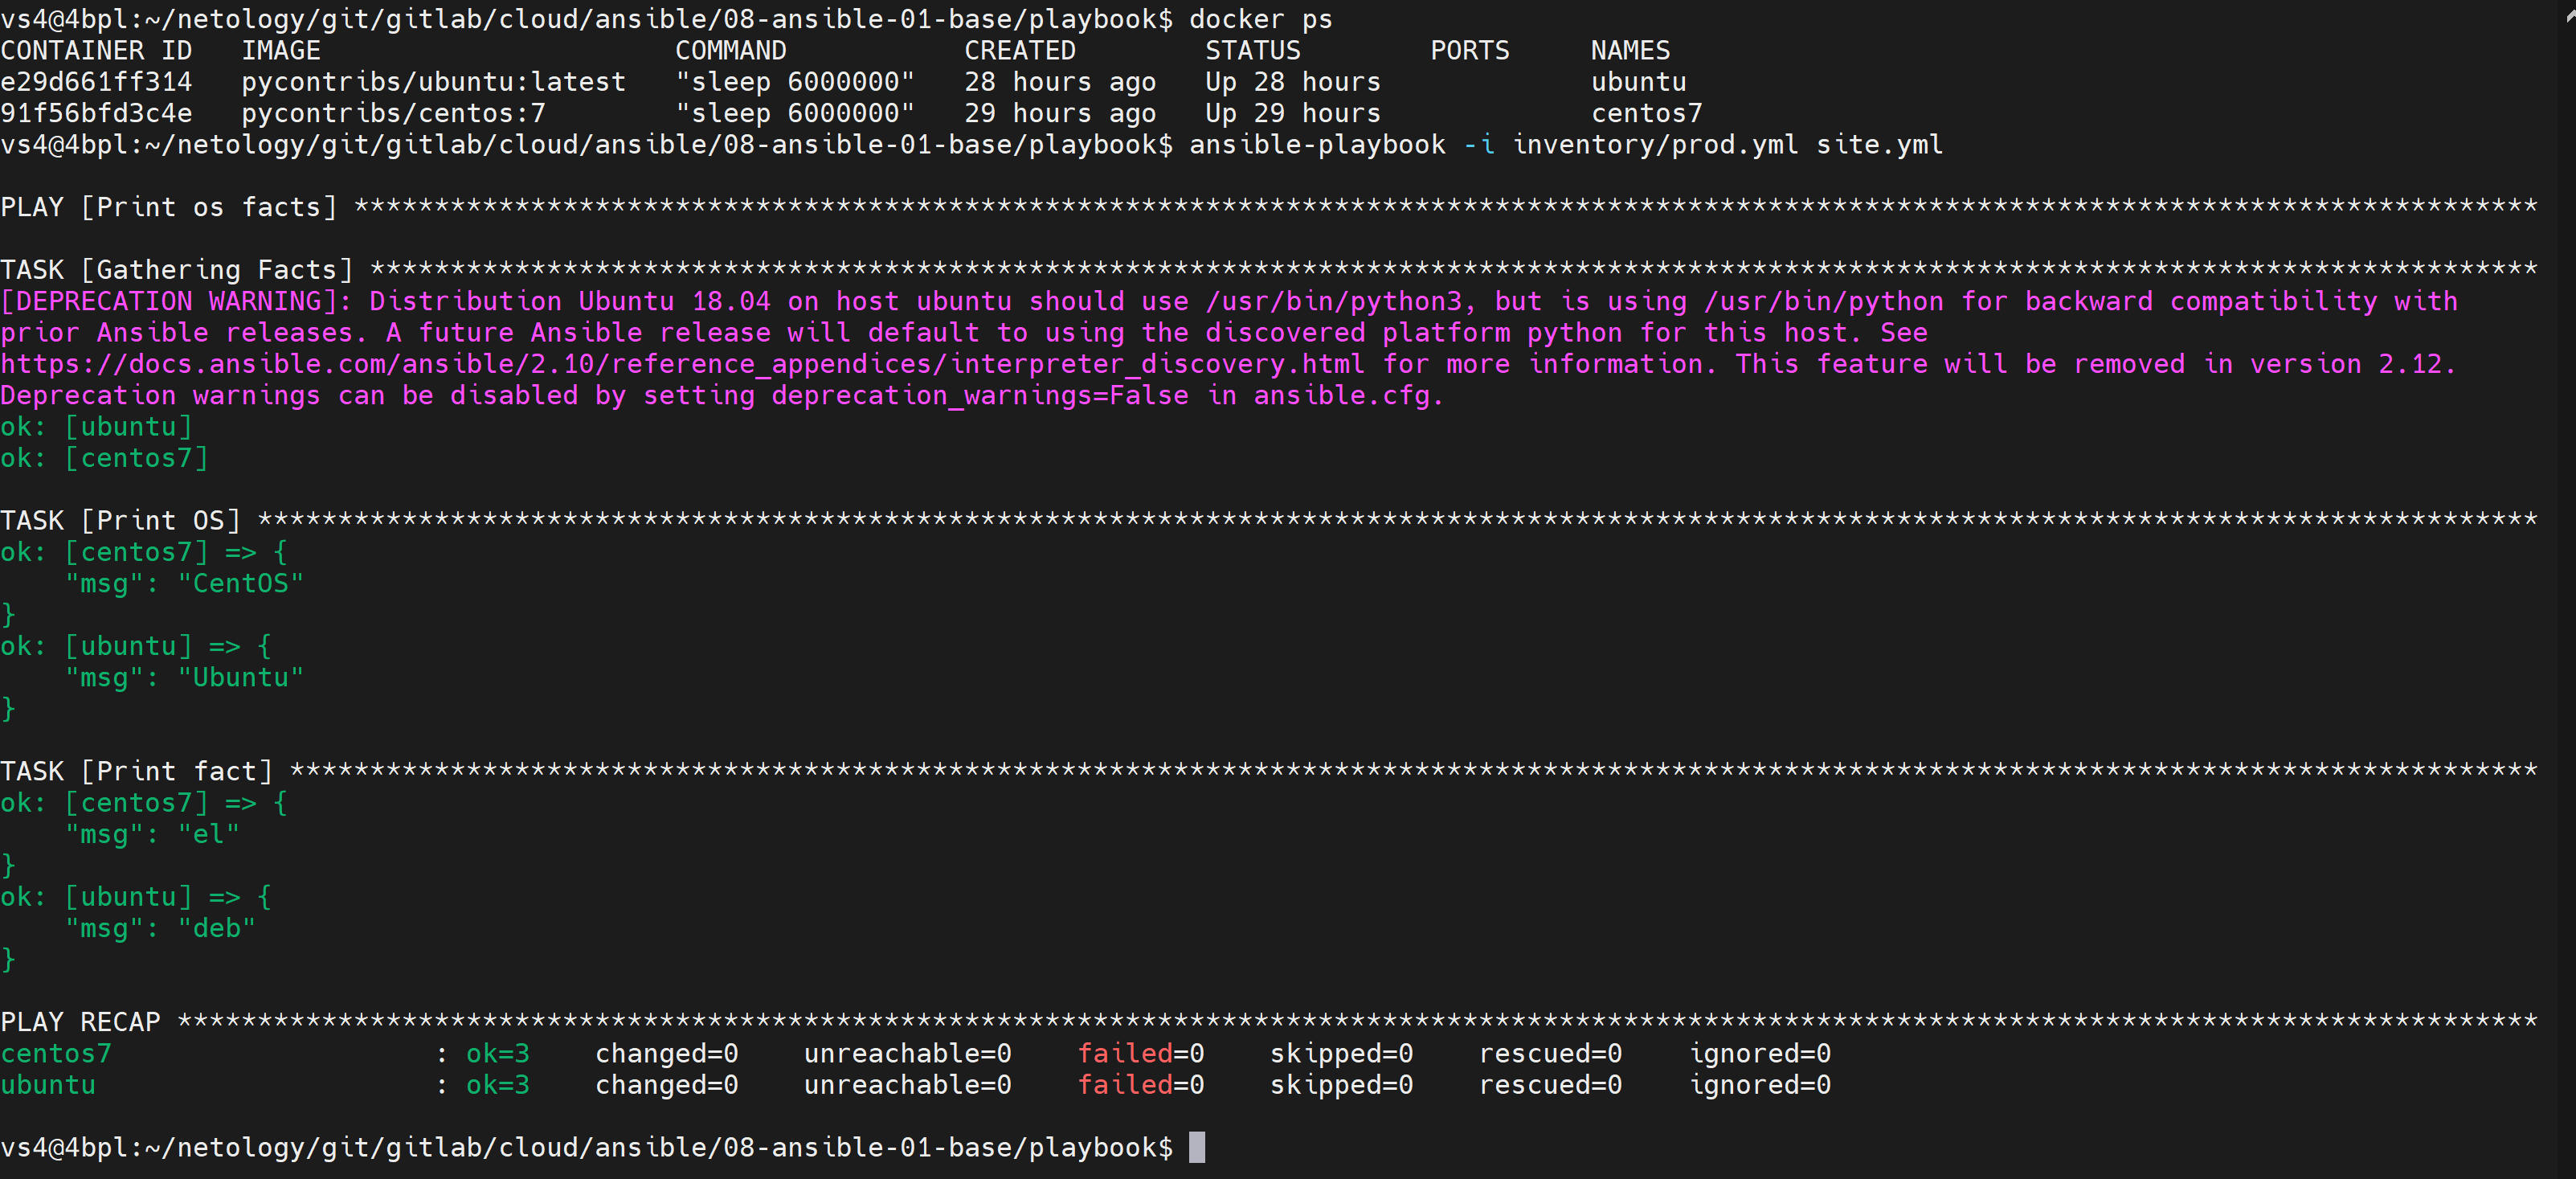 vs4@4bpl:~/netology/git/gitlab/cloud/ansible/08-ansible-01-base/playbook$ docker ps
CONTAINER ID   IMAGE                      COMMAND           CREATED        STATUS        PORTS     NAMES
e29d661ff314   pycontribs/ubuntu:latest   "sleep 6000000"   28 hours ago   Up 28 hours             ubuntu
91f56bfd3c4e   pycontribs/centos:7        "sleep 6000000"   29 hours ago   Up 29 hours             centos7
vs4@4bpl:~/netology/git/gitlab/cloud/ansible/08-ansible-01-base/playbook$ ansible-playbook -i inventory/prod.yml site.yml
PLAY [Print os facts] ****************************************************************************************************************************************
TASK [Gathering Facts] ***************************************************************************************************************************************
[DEPRECATION WARNING]: Distribution Ubuntu 18.04 on host ubuntu should use /usr/bin/python3, but is using /usr/bin/python for backward compatibility with
prior Ansible releases. A future Ansible release will default to using the discovered platform python for this host. See
https://docs.ansible.com/ansible/2.10/reference_appendices/interpreter_discovery.html for more information. This feature will be removed in version 2.12.
Deprecation warnings can be disabled by setting deprecation_warnings=False in ansible.cfg.
ok: [ubuntu]
ok: [centos7]
TASK [Print OS] **********************************************************************************************************************************************
ok: [centos7] => {
    "msg": "CentOS"
}
ok: [ubuntu] => {
    "msg": "Ubuntu"
}
TASK [Print fact] ********************************************************************************************************************************************
ok: [centos7] => {
    "msg": "el"
}
ok: [ubuntu] => {
    "msg": "deb"
}
PLAY RECAP ***************************************************************************************************************************************************
centos7                    : ok=3    changed=0    unreachable=0    failed=0    skipped=0    rescued=0    ignored=0
ubuntu                     : ok=3    changed=0    unreachable=0    failed=0    skipped=0    rescued=0    ignored=0
vs4@4bpl:~/netology/git/gitlab/cloud/ansible/08-ansible-01-base/playbook$